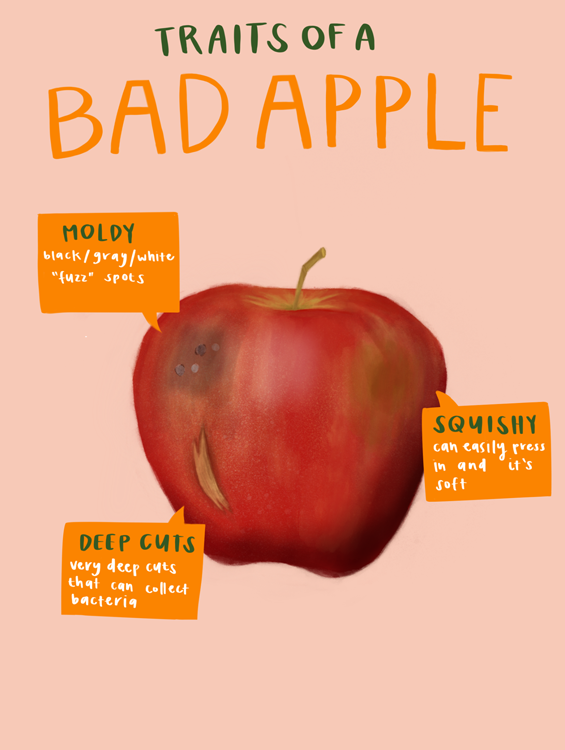 TRAITS OF A
BAD APPLE
MOLDY
black/gray/white
"fuzz" spots
SQUISHY
can easily press
in and it's
soft
DEEP CUTS
very deep cuts
that can collect
bacteria